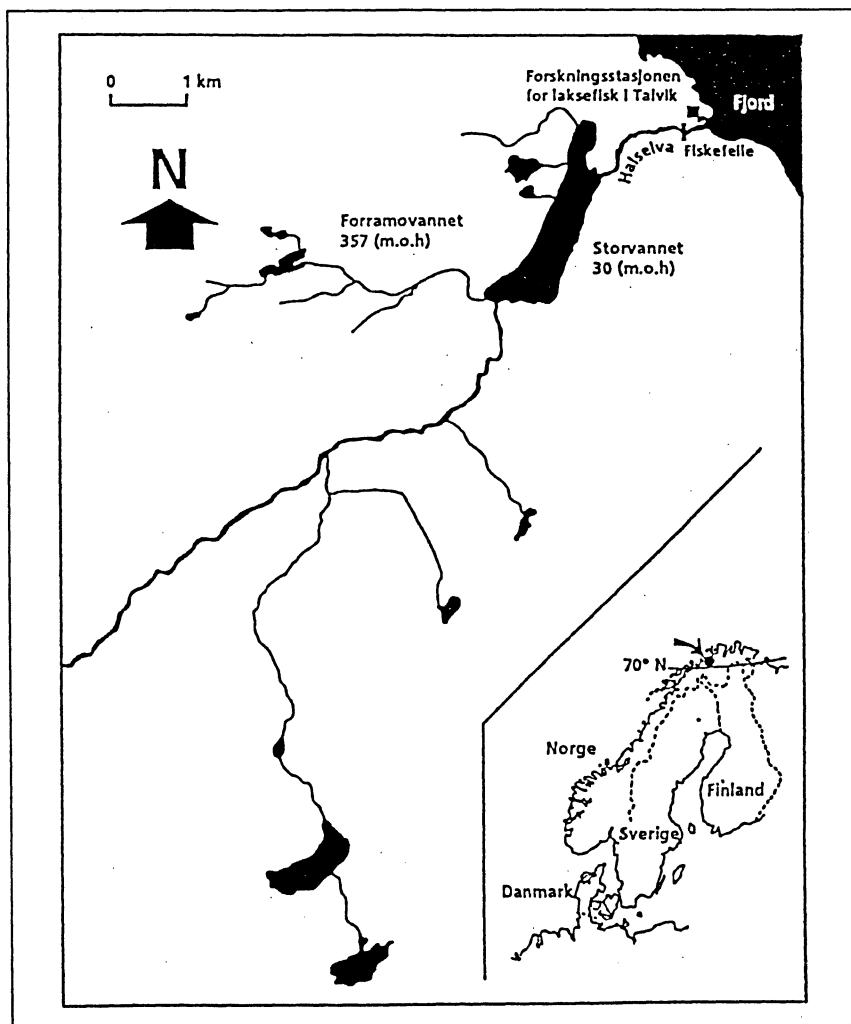 0 1 km
Forskningsstasjonen
for laksefisk i Talvik
Fjord
Halselva
Fiskefelle
N
Forramovannet
357 (m.o.h)
Storvannet
30 (m.o.h)
70° N
Norge
Finland
Sverige
Danmark